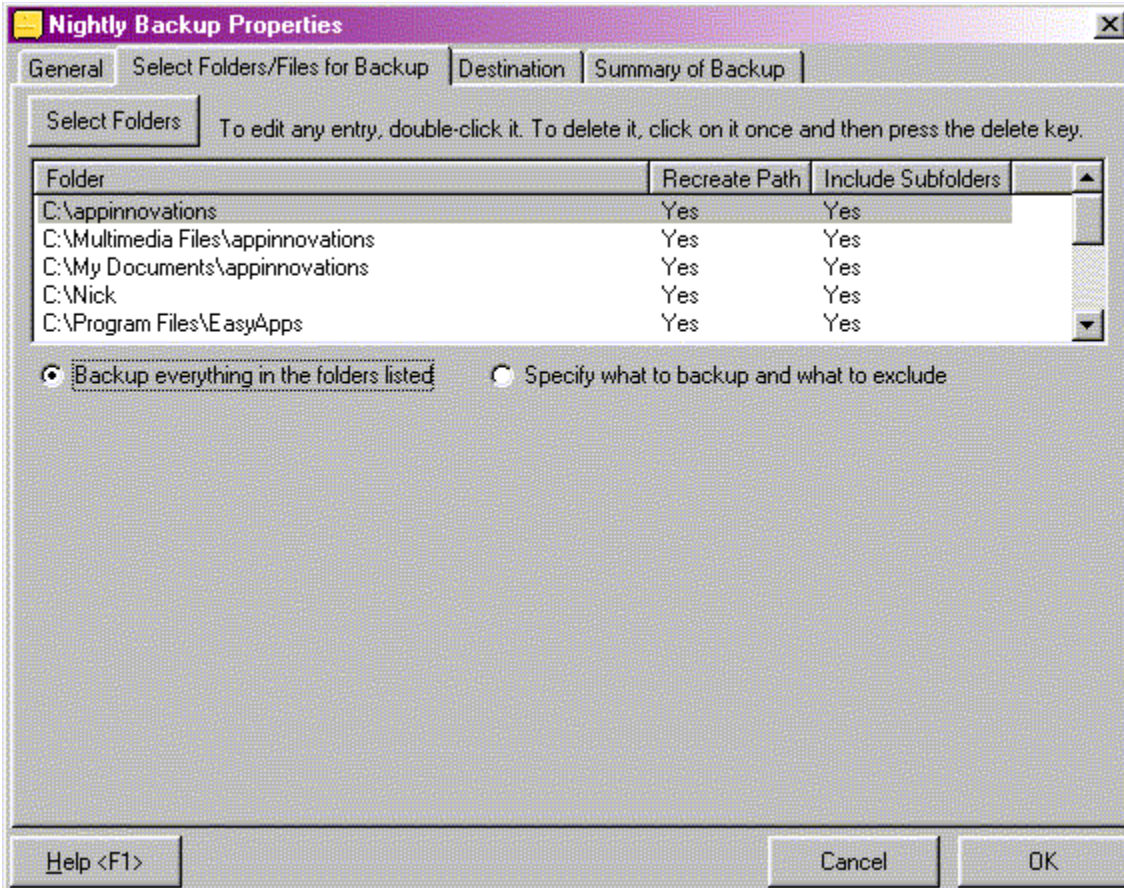 Nightly Backup Properties
General Select Folders/Files for Backup Destination Summary of Backup
Select Folders To edit any entry, double-click it. To delete it, click on it once and then press the delete key.
Folder Recreate Path Include Subfolders
C:\appinnovations Yes Yes
C:\Multimedia Files\appinnovations Yes Yes
C:\My Documents\appinnovations Yes Yes
C:\Nick Yes Yes
C:\Program Files\EasyApps Yes Yes
Backup everything in the folders listed Specify what to backup and what to exclude
Help <F1> Cancel OK